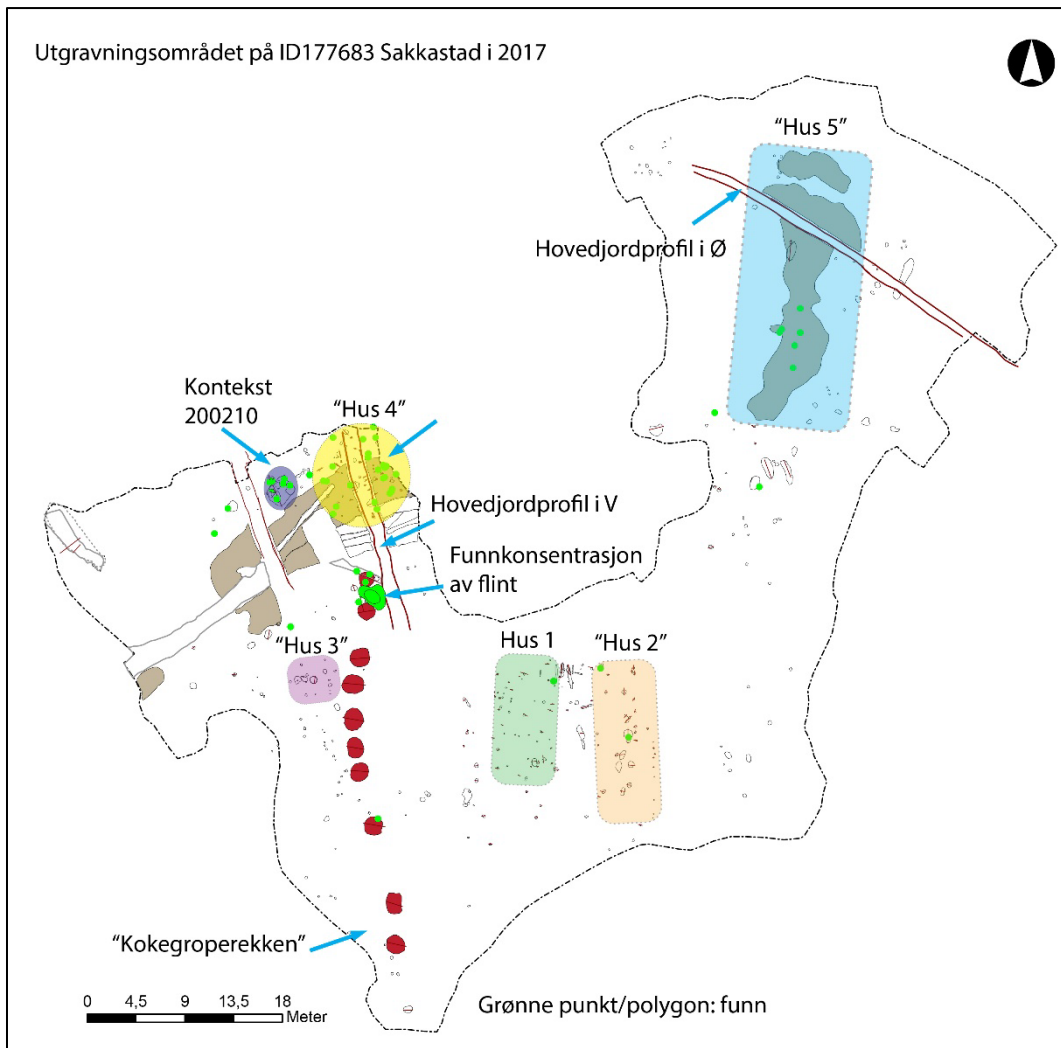 Utgravningsområdet på ID177683 Sakkastad i 2017
“Hus 5”
Hovedjordprofil i Ø
Kontekst
200210
“Hus 4”
Hovedjordprofil i V
Funnkonsentrasjon
av flint
“Hus 3”
Hus 1
“Hus 2”
“Kokegroperekken”
0 4,5 9 13,5 18
Meter
Grønne punkt/polygon: funn